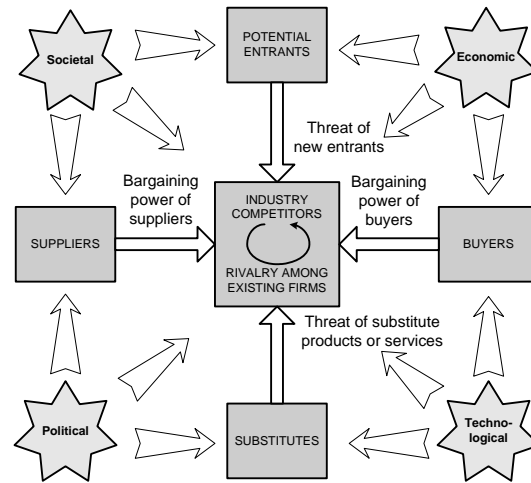 POTENTIAL
ENTRANTS
Societal
Economic
Threat of
new entrants
Bargaining
power of
suppliers
INDUSTRY
COMPETITORS
Bargaining
power of
buyers
SUPPLIERS
BUYERS
RIVALRY AMONG
EXISTING FIRMS
Threat of substitute
products or services
Political
SUBSTITUTES
Techno-
logical